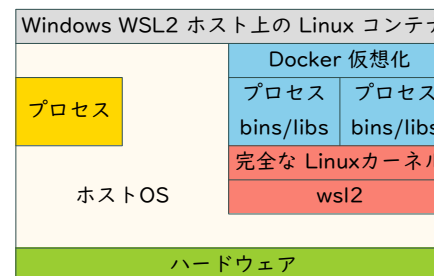 Windows WSL2 ホスト上の Linux コンテナ
Docker 仮想化
プロセス
プロセス
プロセス
bins/libs
bins/libs
完全な Linuxカーネル
ホストOS
wsl2
ハードウェア